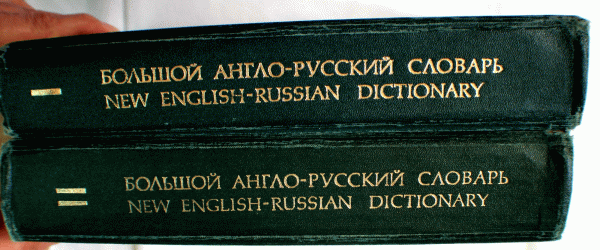 I
БОЛЬШОЙ АНГЛО-РУССКИЙ СЛОВАРЬ
NEW ENGLISH-RUSSIAN DICTIONARY
II
БОЛЬШОЙ АНГЛО-РУССКИЙ СЛОВАРЬ
NEW ENGLISH-RUSSIAN DICTIONARY